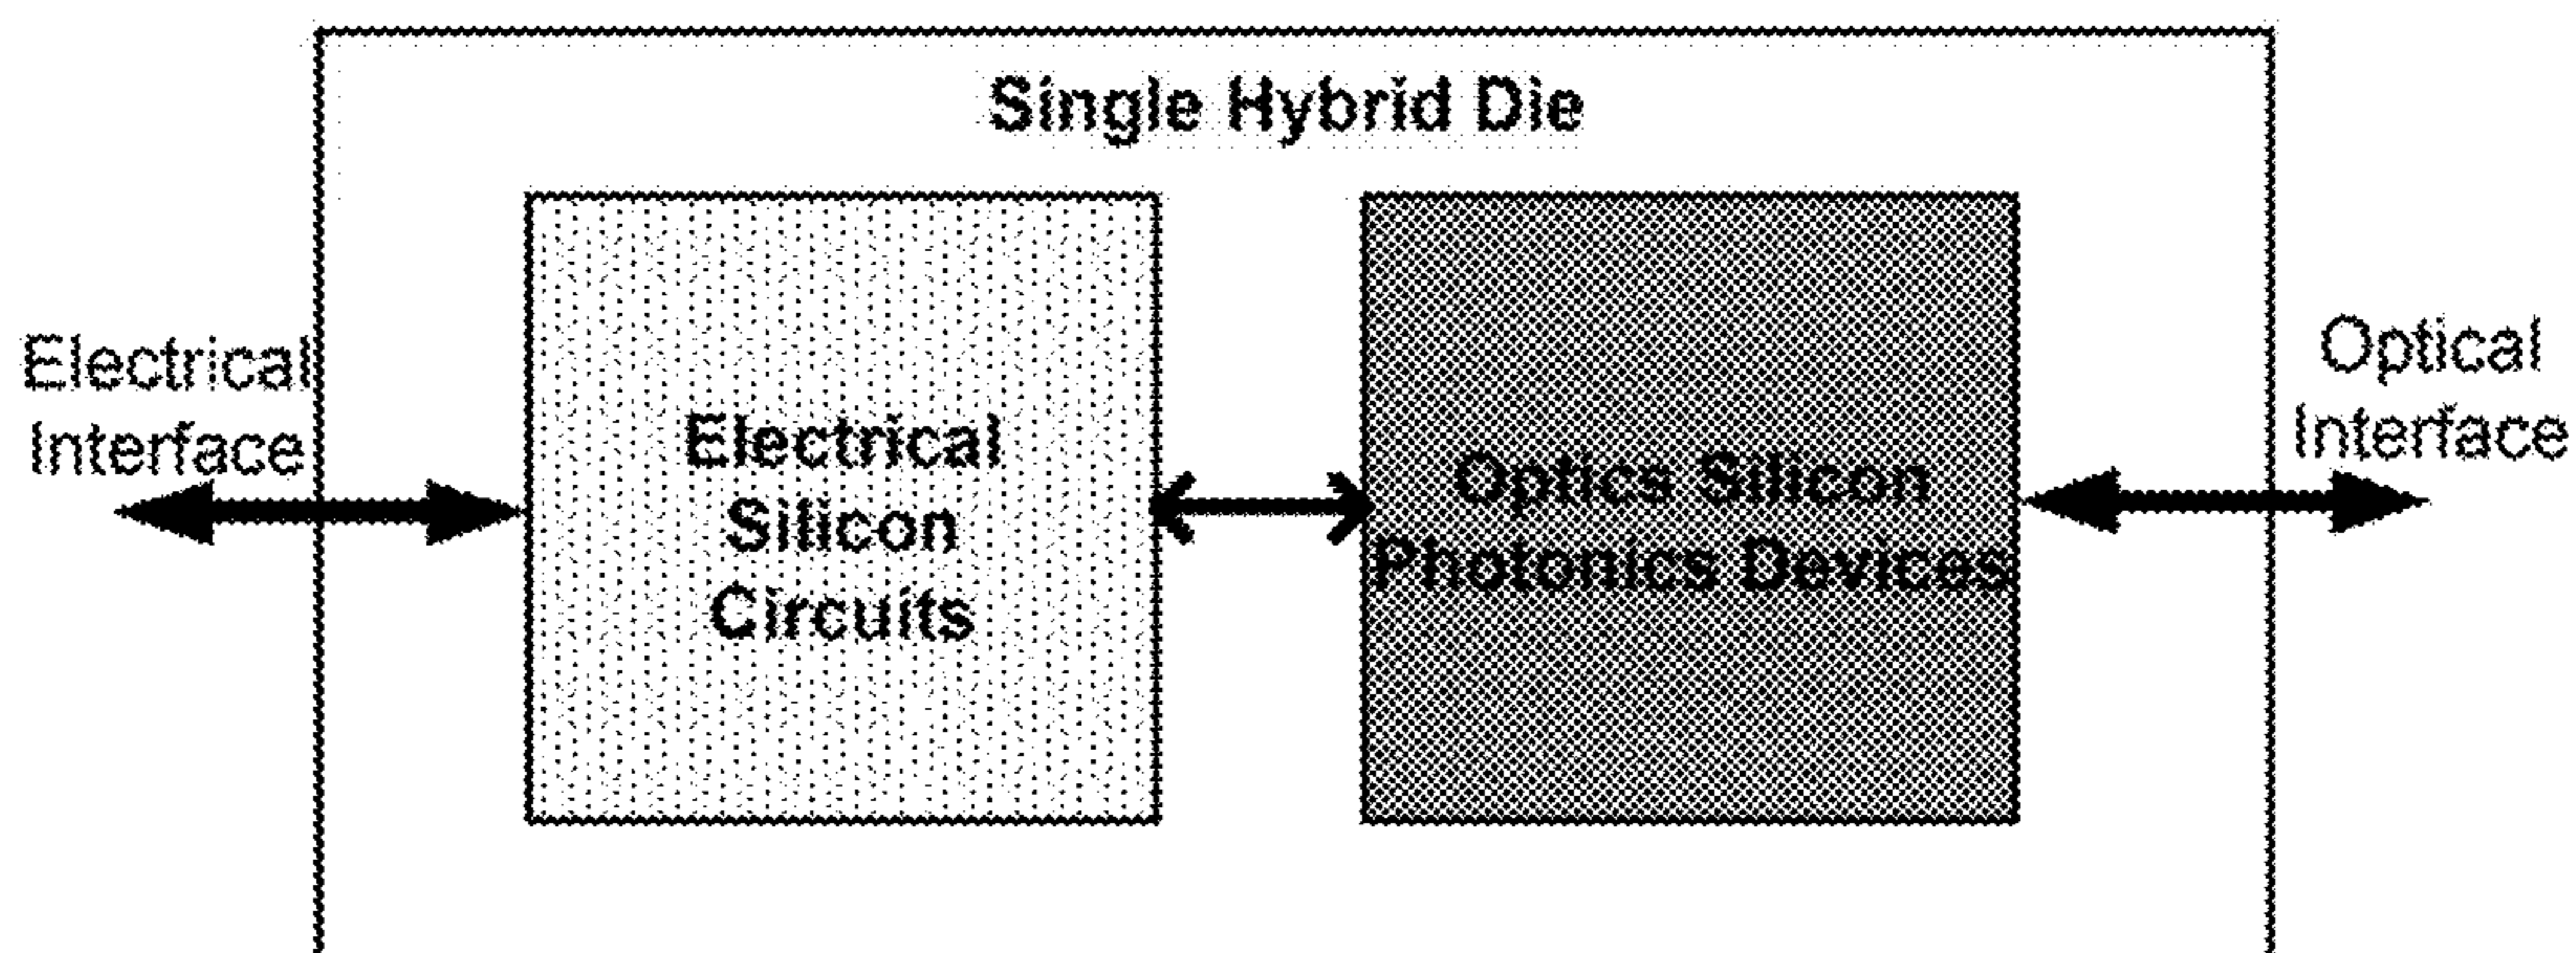 Single Hybrid Die
Electrical
Interface
Electrical
Silicon
Circuits
Optics Silicon
Photonics Devices
Optical
Interface